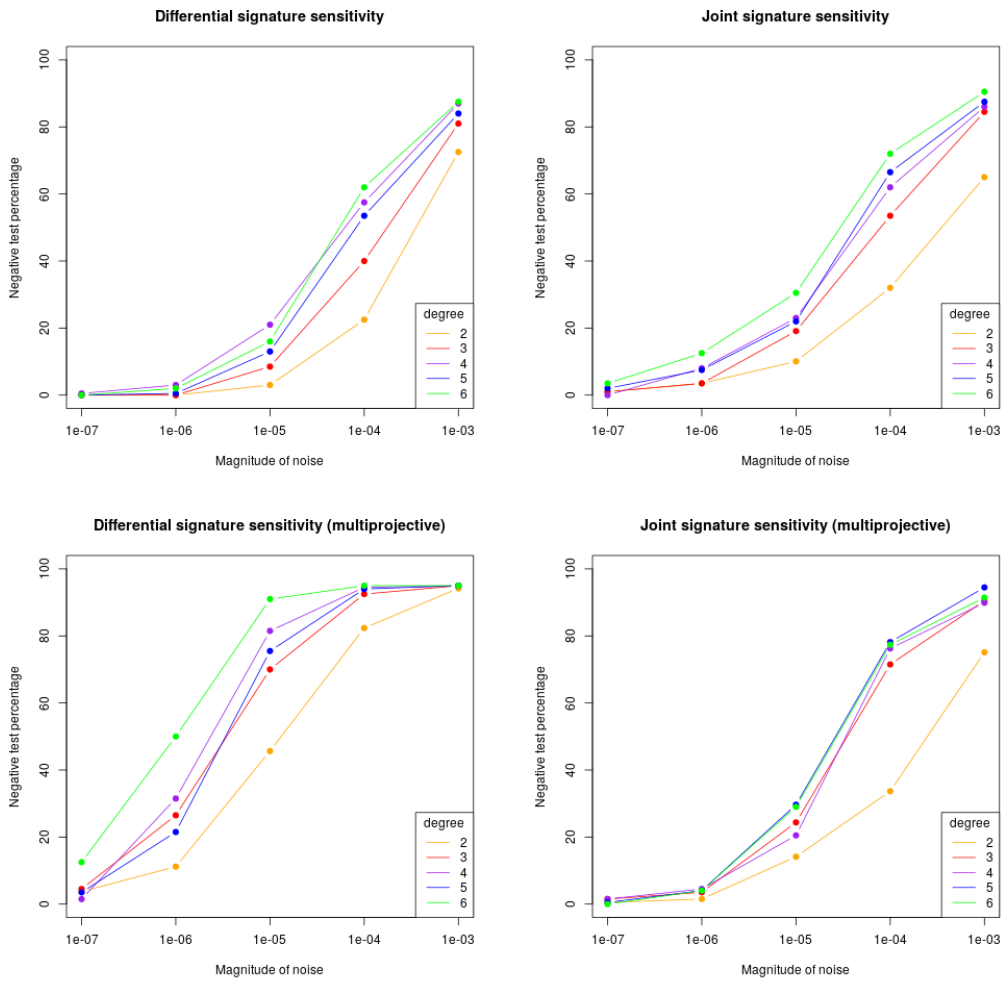 Differential signature sensitivity
Negative test percentage
100
80
60
40
20
0
1e-07 1e-06 1e-05 1e-04 1e-03
Magnitude of noise
degree
2
3
4
5
6
Joint signature sensitivity
Negative test percentage
100
80
60
40
20
0
1e-07 1e-06 1e-05 1e-04 1e-03
Magnitude of noise
degree
2
3
4
5
6
Differential signature sensitivity (multiprojective)
Negative test percentage
100
80
60
40
20
0
1e-07 1e-06 1e-05 1e-04 1e-03
Magnitude of noise
degree
2
3
4
5
6
Joint signature sensitivity (multiprojective)
Negative test percentage
100
80
60
40
20
0
1e-07 1e-06 1e-05 1e-04 1e-03
Magnitude of noise
degree
2
3
4
5
6